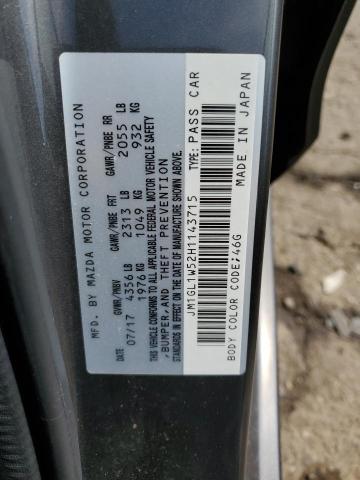 MFD. BY MAZDA MOTOR CORPORATION
DATE GVWR/PNBV GAWR/PNBE FRT GAWR/PNBE RR
07/17 4356 LB 2313 LB 2055 LB
1976 KG 1049 KG 932 KG
THIS VEHICLE CONFORMS TO ALL APPLICABLE FEDERAL MOTOR VEHICLE SAFETY
STANDARDS IN EFFECT ON THE DATE OF MANUFACTURE SHOWN ABOVE.
,BUMPER,AND THEFT PREVENTION
JM1GL1W52H1143715 TYPE: PASS CAR
BODY COLOR CODE;46G MADE IN JAPAN